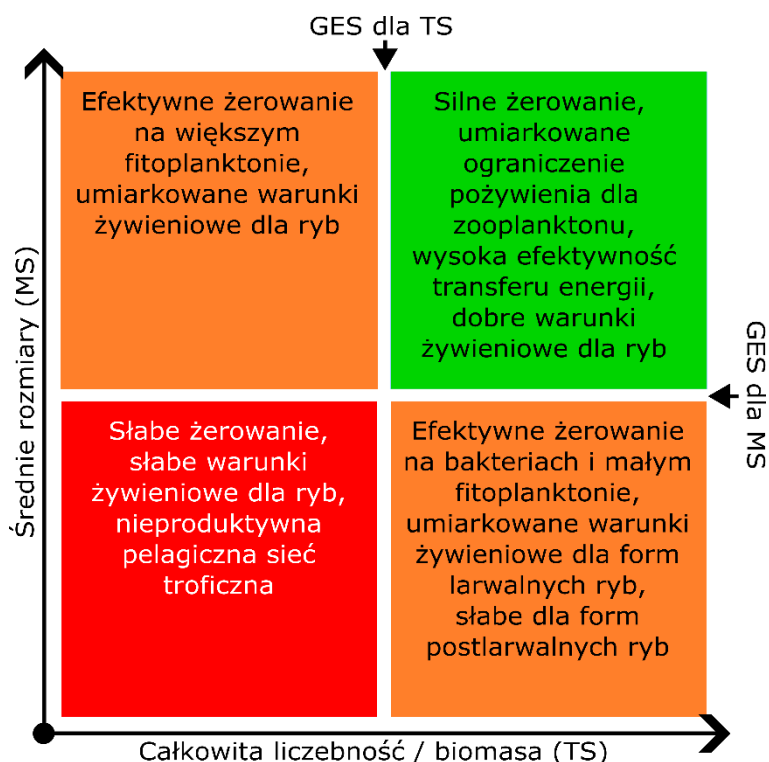 GES dla TS
Efektywne żerowanie
na większym
fitoplanktonie,
umiarkowane warunki
żywieniowe dla ryb
Silne żerowanie,
umiarkowane
ograniczenie
pożywienia dla
zooplanktonu,
wysoka efektywność
transferu energii,
dobre warunki
żywieniowe dla ryb
Średnie rozmiary (MS)
GES dla MS
Słabe żerowanie,
słabe warunki
żywieniowe dla ryb,
nieproduktywna
pelagiczna sieć
troficzna
Efektywne żerowanie
na bakteriach i małym
fitoplanktonie,
umiarkowane warunki
żywieniowe dla form
larwalnych ryb,
słabe dla form
postlarwalnych ryb
Całkowita liczebność / biomasa (TS)